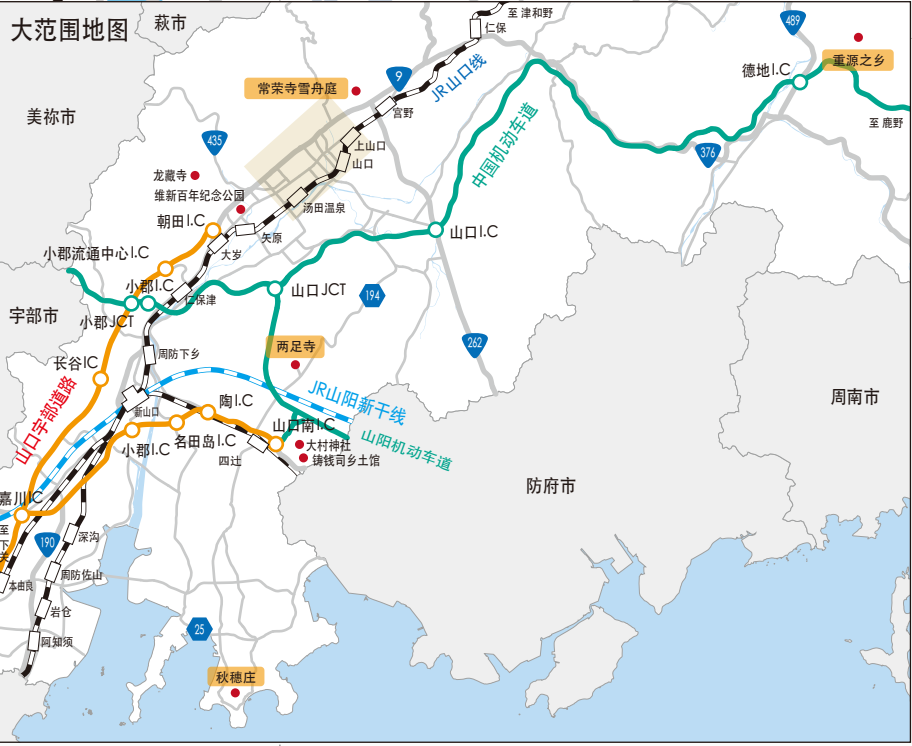 大范围地图
萩市
至 津和野
仁保
489
重源之乡
德地I.C
JR山口线
9
常荣寺雪舟庭
宫野
美祢市
中国机动车道
至 鹿野
435
上山口
山口
376
龙藏寺
维新百年纪念公园
汤田温泉
朝田I.C
矢原
山口I.C
大岁
小郡流通中心I.C
小郡I.C
仁保津
山口JCT
194
宇部市
小郡JCT
262
两足寺
周防下乡
长谷IC
JR山阳新干线
周南市
山口宇部道路
陶I.C
新山口
山口南I.C
山阳机动车道
小郡I.C
名田岛I.C
大村神社
四辻
铸钱司乡土馆
防府市
嘉川IC
至
下
关
190
深沟
本由良
周防佐山
岩仓
25
阿知须
秋穗庄